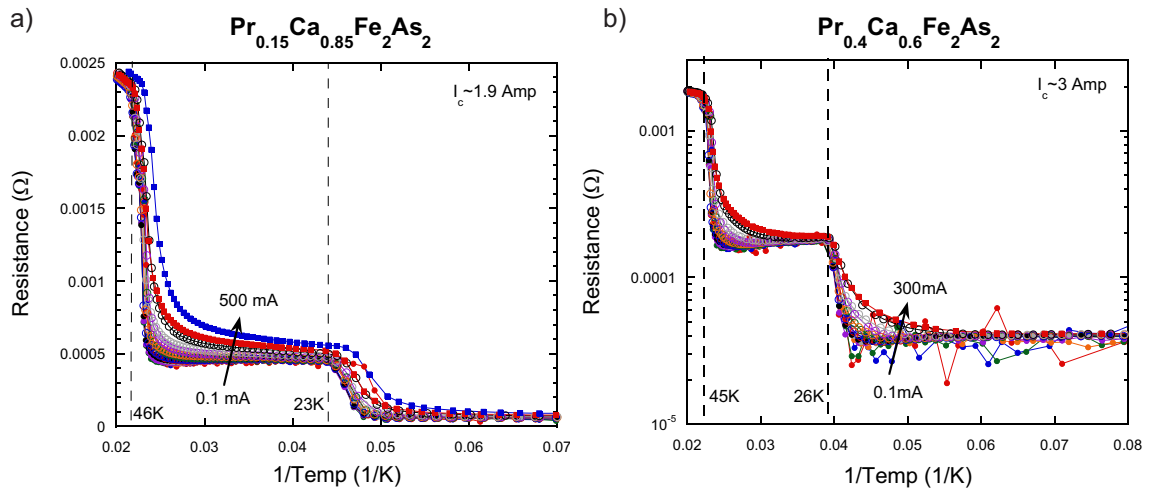 a)
Pr0.15Ca0.85Fe2As2
0.0025
0.002
0.0015
0.001
0.0005
0
Resistance (Ω)
Ic~1.9 Amp
500 mA
0.1 mA
46K
23K
0.02 0.03 0.04 0.05 0.06 0.07
1/Temp (1/K)
b)
Pr0.4Ca0.6Fe2As2
0.001
0.0001
10-5
Resistance (Ω)
Ic~3 Amp
300mA
0.1mA
45K
26K
0.02 0.03 0.04 0.05 0.06 0.07 0.08
1/Temp (1/K)